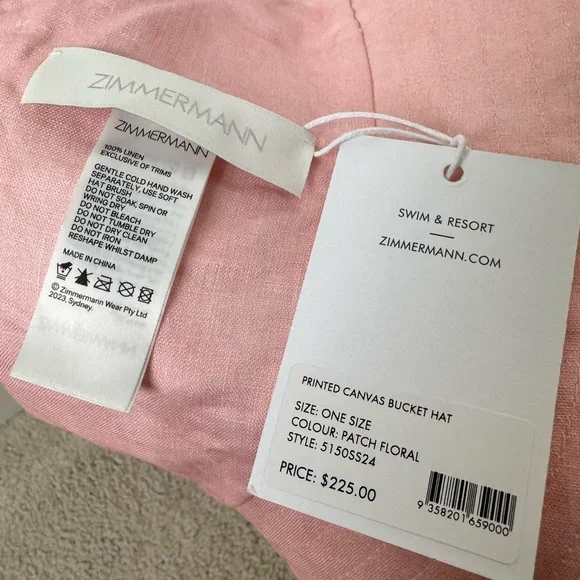 ZIMMERMANN
ZIMMERMANN
100% LINEN
EXCLUSIVE OF TRIMS
GENTLE COLD HAND WASH
SEPARATELY, USE SOFT
HAT BRUSH
DO NOT SOAK, SPIN OR
WRING DRY
DO NOT BLEACH
DO NOT TUMBLE DRY
DO NOT DRY CLEAN
DO NOT IRON
RESHAPE WHILST DAMP
MADE IN CHINA
© Zimmermann Wear Pty Ltd
2023, Sydney.
SWIM & RESORT
ZIMMERMANN.COM
PRINTED CANVAS BUCKET HAT
SIZE: ONE SIZE
COLOUR: PATCH FLORAL
STYLE: 5150SS24
PRICE: $225.00
9 358201 659000